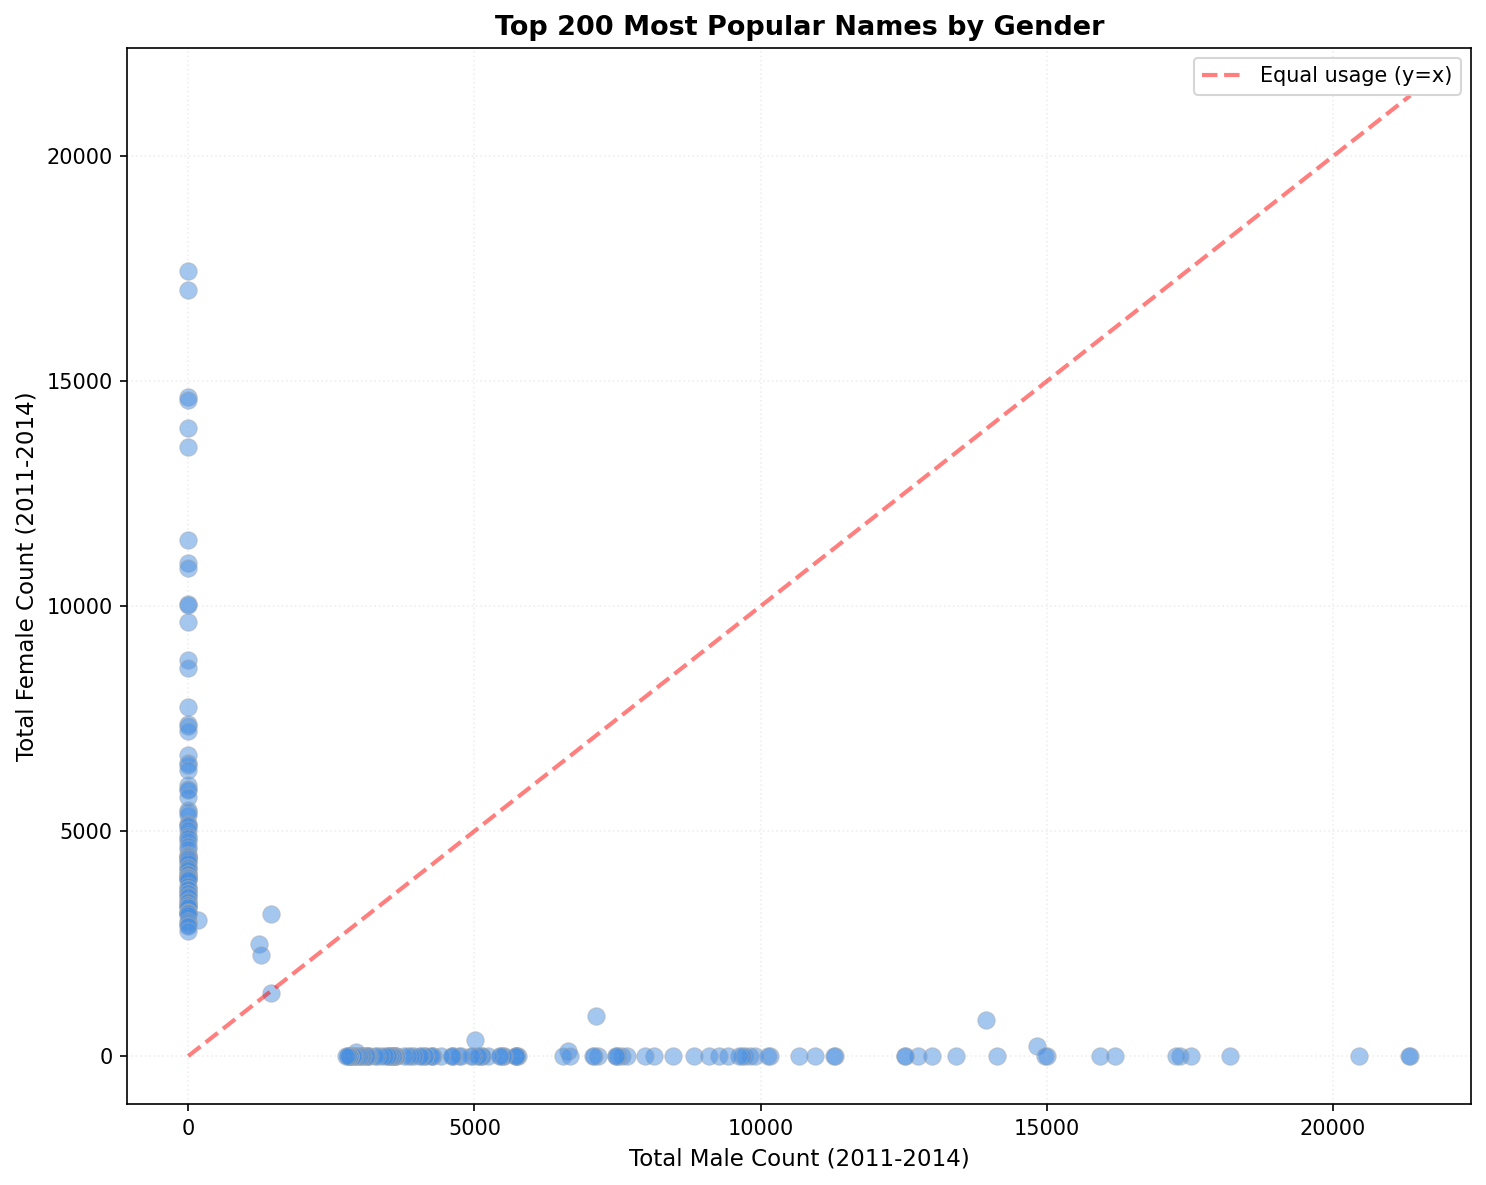 Top 200 Most Popular Names by Gender
Equal usage (y=x)
Total Female Count (2011-2014)
20000
15000
10000
5000
0
0
5000
10000
15000
20000
Total Male Count (2011-2014)